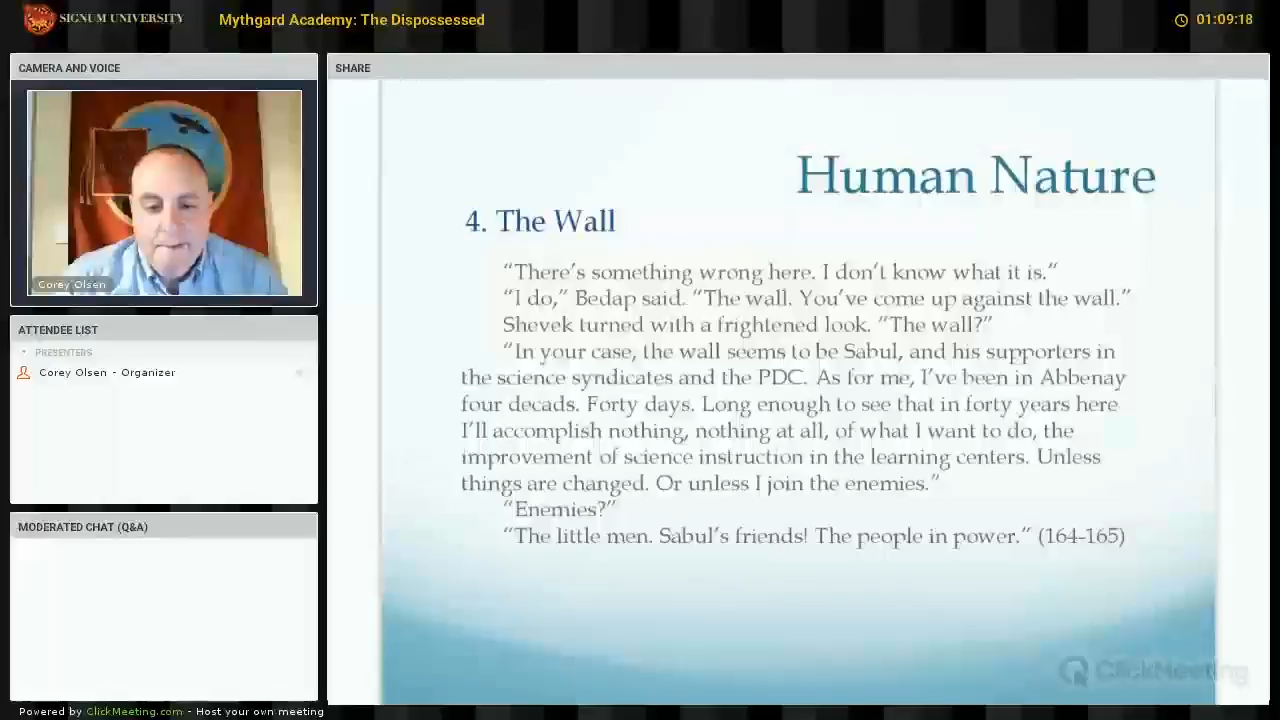 SIGNUM UNIVERSITY
Mythgard Academy: The Dispossessed
01:09:18
CAMERA AND VOICE
Corey Olsen
ATTENDEE LIST
PRESENTERS
Corey Olsen - Organizer
MODERATED CHAT (Q&A)
SHARE
Human Nature
4. The Wall
“There’s something wrong here. I don’t know what it is.”
“I do,” Bedap said. “The wall. You’ve come up against the wall.”
Shevek turned with a frightened look. “The wall?”
“In your case, the wall seems to be Sabul, and his supporters in
the science syndicates and the PDC. As for me, I’ve been in Abbenay
four decads. Forty days. Long enough to see that in forty years here
I’ll accomplish nothing, nothing at all, of what I want to do, the
improvement of science instruction in the learning centers. Unless
things are changed. Or unless I join the enemies.”
“Enemies?”
“The little men. Sabul’s friends! The people in power.” (164-165)
ClickMeeting
Powered by ClickMeeting.com - Host your own meeting